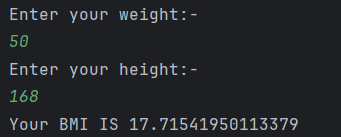 Enter your weight:-
50
Enter your height:-
168
Your BMI IS 17.71541950113379